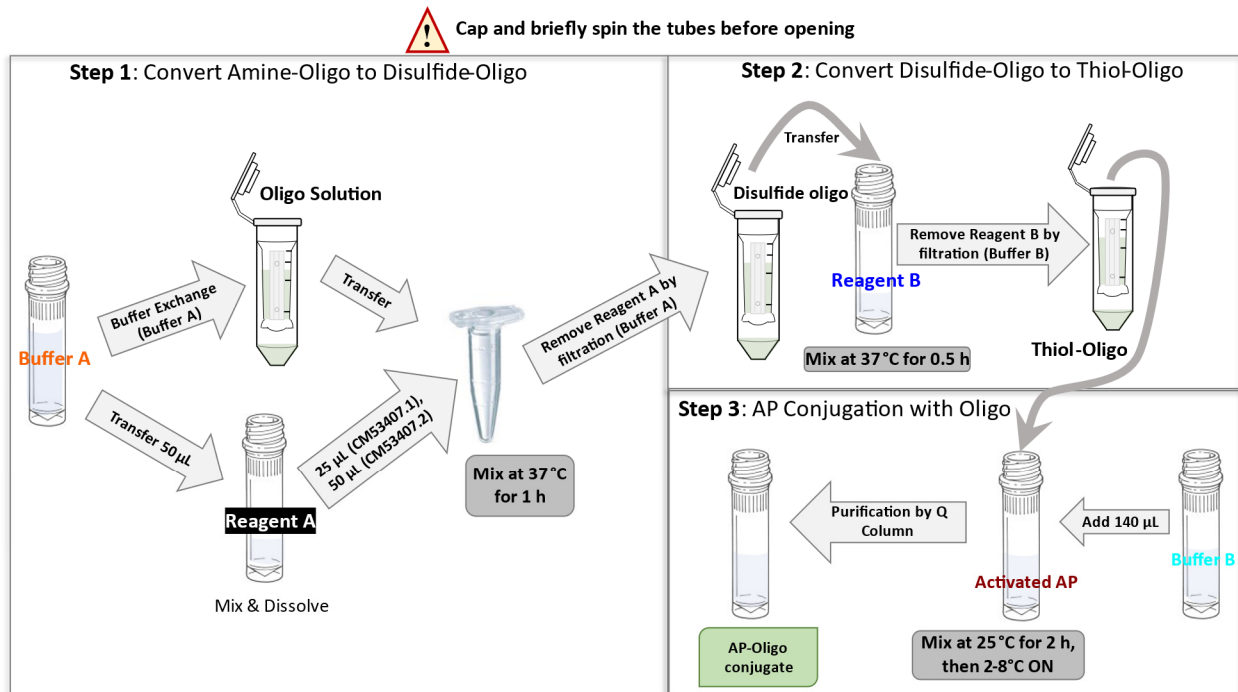 !
Cap and briefly spin the tubes before opening
Step 1: Convert Amine-Oligo to Disulfide-Oligo
Oligo Solution
Buffer A
Buffer Exchange
(Buffer A)
Transfer
Transfer 50 µL
Reagent A
Mix & Dissolve
25 µL (CM53407.1),
50 µL (CM53407.2)
Mix at 37°C
for 1 h
Remove Reagent A by
filtration (Buffer A)
Step 2: Convert Disulfide-Oligo to Thiol-Oligo
Transfer
Disulfide oligo
Reagent B
Mix at 37°C for 0.5 h
Remove Reagent B by
filtration (Buffer B)
Thiol-Oligo
Step 3: AP Conjugation with Oligo
Buffer B
Add 140 µL
Activated AP
Mix at 25°C for 2 h,
then 2-8°C ON
Purification by Q
Column
AP-Oligo
conjugate